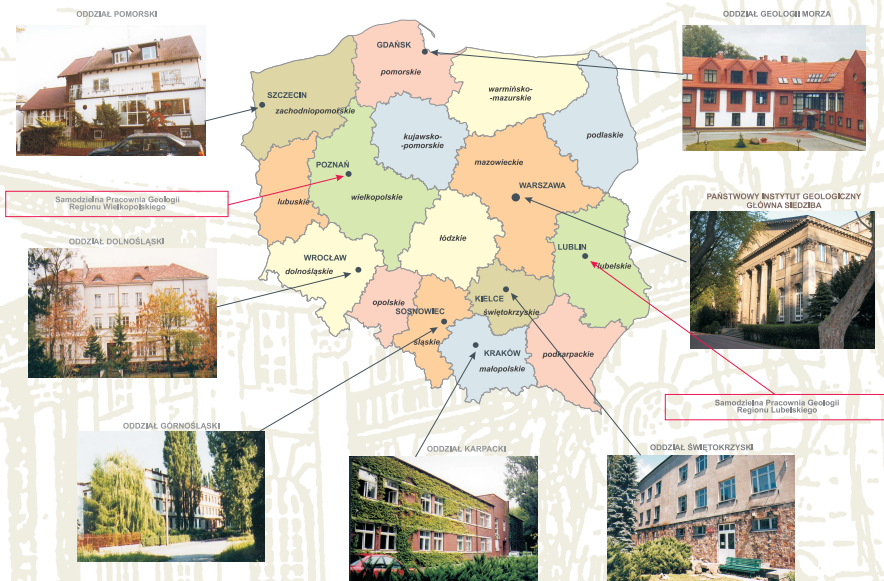 ODDZIAŁ POMORSKI
ODDZIAŁ GEOLOGII MORZA
GDAŃSK
pomorskie
warmińsko-
-mazurskie
SZCZECIN
zachodniopomorskie
kujawsko-
-pomorskie
podlaskie
POZNAŃ
mazowieckie
WARSZAWA
Samodzielna Pracownia Geologii
Regionu Wielkopolskiego
lubuskie
wielkopolskie
PAŃSTWOWY INSTYTUT GEOLOGICZNY
GŁÓWNA SIEDZIBA
ODDZIAŁ DOLNOŚLĄSKI
łódzkie
LUBLIN
lubelskie
WROCŁAW
dolnośląskie
opolskie
SOSNOWIEC
KIELCE
świętokrzyskie
śląskie
KRAKÓW
małopolskie
podkarpackie
Samodzielna Pracownia Geologii
Regionu Lubelskiego
ODDZIAŁ GÓRNOŚLĄSKI
ODDZIAŁ KARPACKI
ODDZIAŁ ŚWIĘTOKRZYSKI